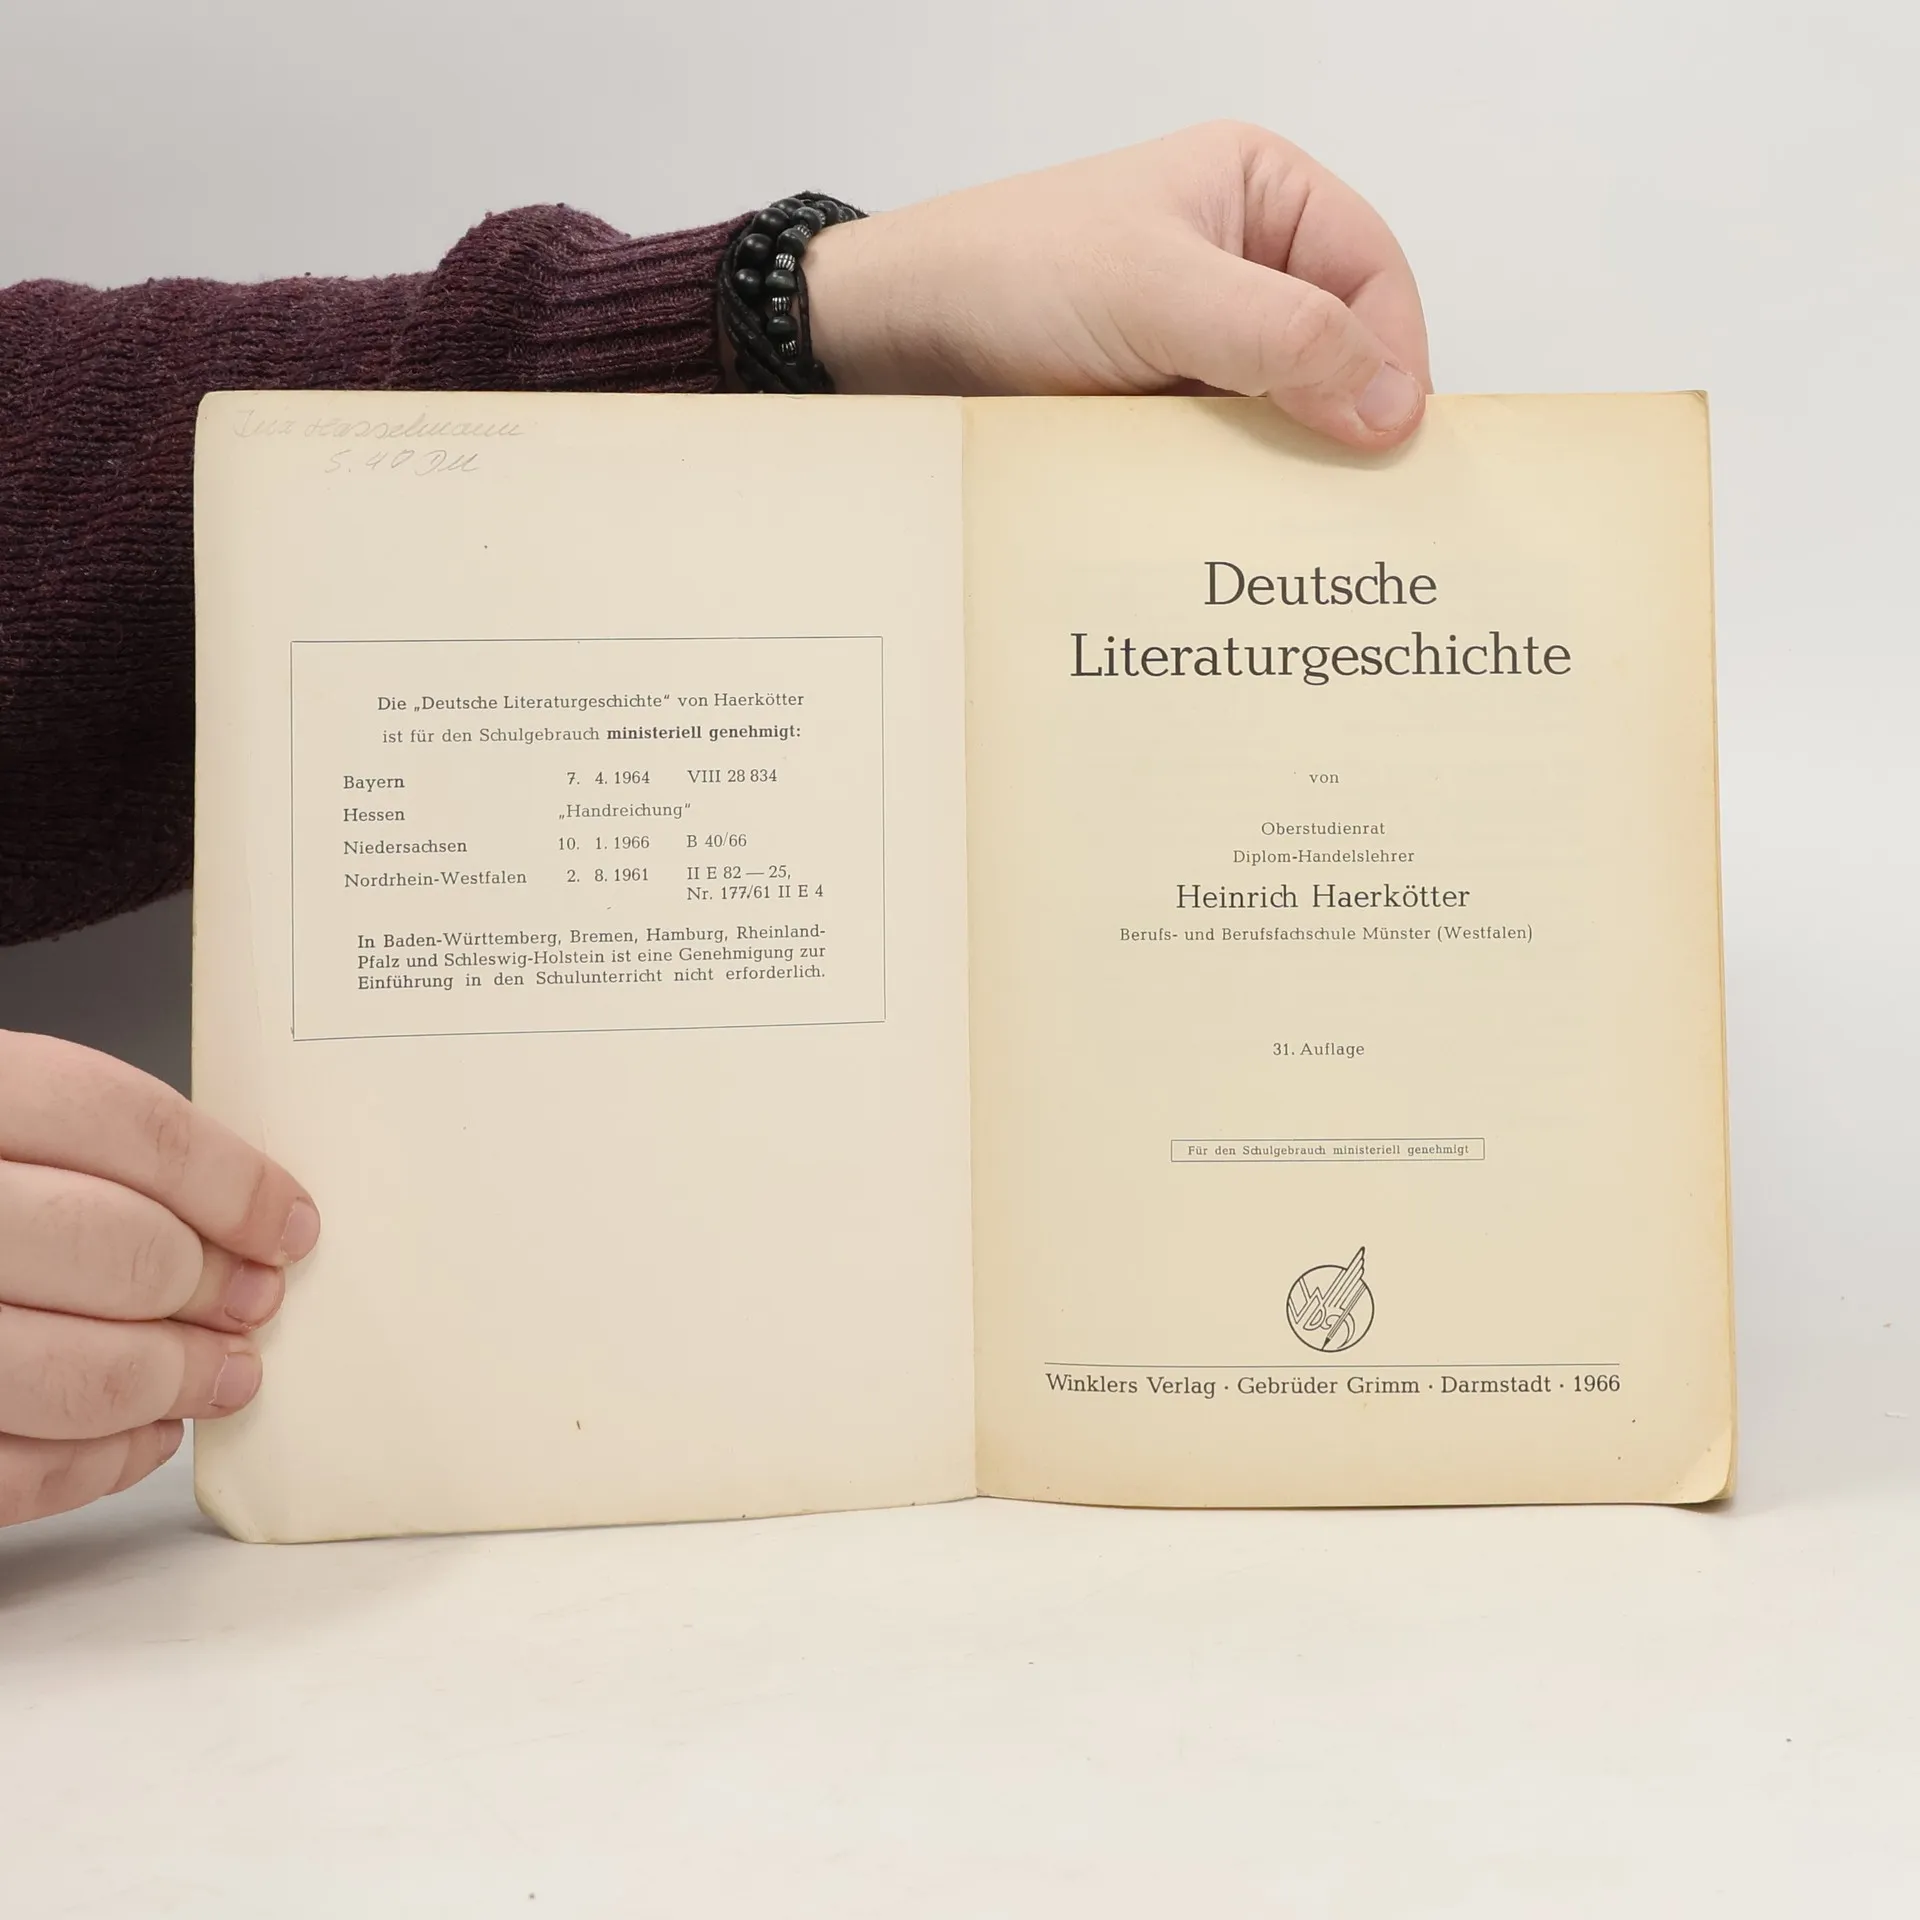 Hasselmann
5.40 DM
Die „Deutsche Literaturgeschichte“ von Haerkötter
ist für den Schulgebrauch ministeriell genehmigt:
Bayern 7. 4. 1964 VIII 28 834
Hessen „Handreichung“
Niedersachsen 10. 1. 1966 B 40/66
Nordrhein-Westfalen 2. 8. 1961 II E 82 — 25,
Nr. 177/61 II E 4
In Baden-Württemberg, Bremen, Hamburg, Rheinland-
Pfalz und Schleswig-Holstein ist eine Genehmigung zur
Einführung in den Schulunterricht nicht erforderlich.
Deutsche
Literaturgeschichte
von
Oberstudienrat
Diplom-Handelslehrer
Heinrich Haerkötter
Berufs- und Berufsfachschule Münster (Westfalen)
31. Auflage
Für den Schulgebrauch ministeriell genehmigt
Winklers Verlag · Gebrüder Grimm · Darmstadt · 1966